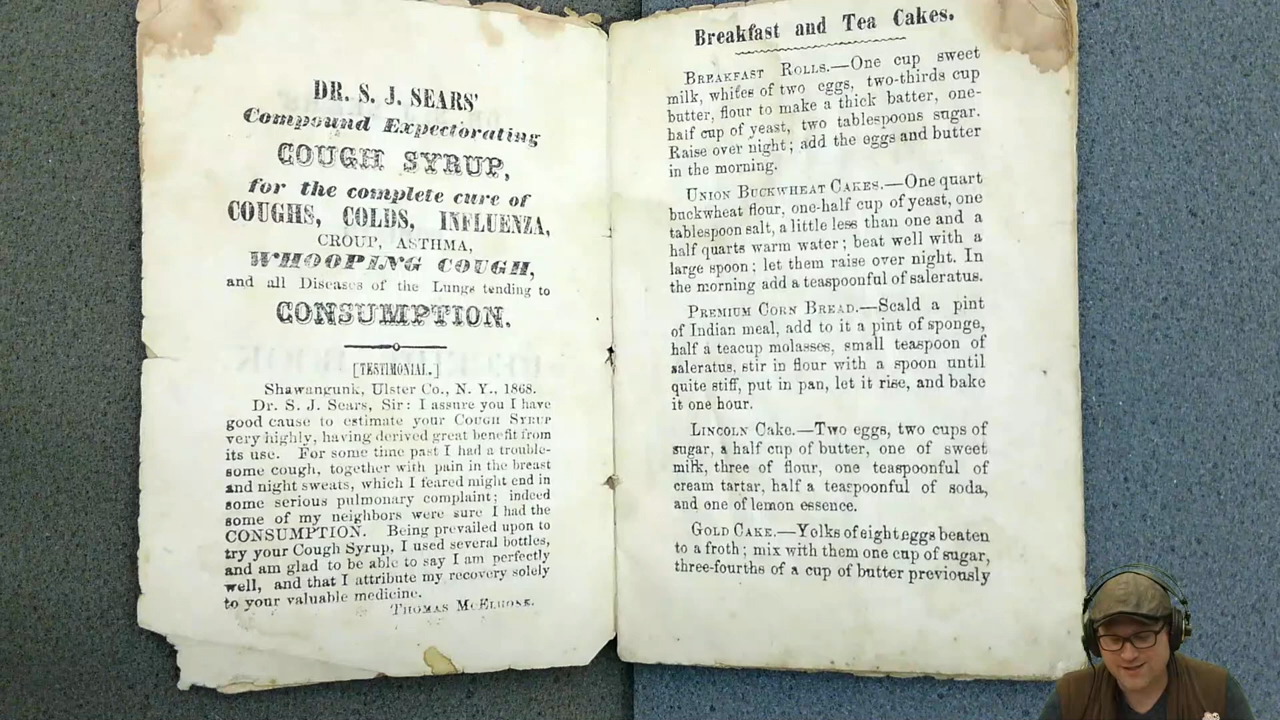 DR. S. J. SEARS'
Compound Expectorating
COUGH SYRUP,
for the complete cure of
COUGHS, COLDS, INFLUENZA,
CROUP, ASTHMA,
WHOOPING COUGH,
and all Diseases of the Lungs tending to
CONSUMPTION.
[TESTIMONIAL.]
Shawangunk, Ulster Co., N. Y., 1868.
Dr. S. J. Sears, Sir: I assure you I have
good cause to estimate your COUGH SYRUP
very highly, having derived great benefit from
its use. For some time past I had a trouble-
some cough, together with pain in the breast
and night sweats, which I feared might end in
some serious pulmonary complaint; indeed
some of my neighbors were sure I had the
CONSUMPTION. Being prevailed upon to
try your Cough Syrup, I used several bottles,
and am glad to be able to say I am perfectly
well, and that I attribute my recovery solely
to your valuable medicine.
THOMAS McELHONE.
Breakfast and Tea Cakes.
BREAKFAST ROLLS.—One cup sweet
milk, whites of two eggs, two-thirds cup
butter, flour to make a thick batter, one-
half cup of yeast, two tablespoons sugar.
Raise over night; add the eggs and butter
in the morning.
UNION BUCKWHEAT CAKES.—One quart
buckwheat flour, one-half cup of yeast, one
tablespoon salt, a little less than one and a
half quarts warm water; beat well with a
large spoon; let them raise over night. In
the morning add a teaspoonful of saleratus.
PREMIUM CORN BREAD.—Scald a pint
of Indian meal, add to it a pint of sponge,
half a teacup molasses, small teaspoon of
saleratus, stir in flour with a spoon until
quite stiff, put in pan, let it rise, and bake
it one hour.
LINCOLN Cake.—Two eggs, two cups of
sugar, a half cup of butter, one of sweet
milk, three of flour, one teaspoonful of
cream tartar, half a teaspoonful of soda,
and one of lemon essence.
GOLD CAKE.—Yolks of eight eggs beaten
to a froth; mix with them one cup of sugar,
three-fourths of a cup of butter previously